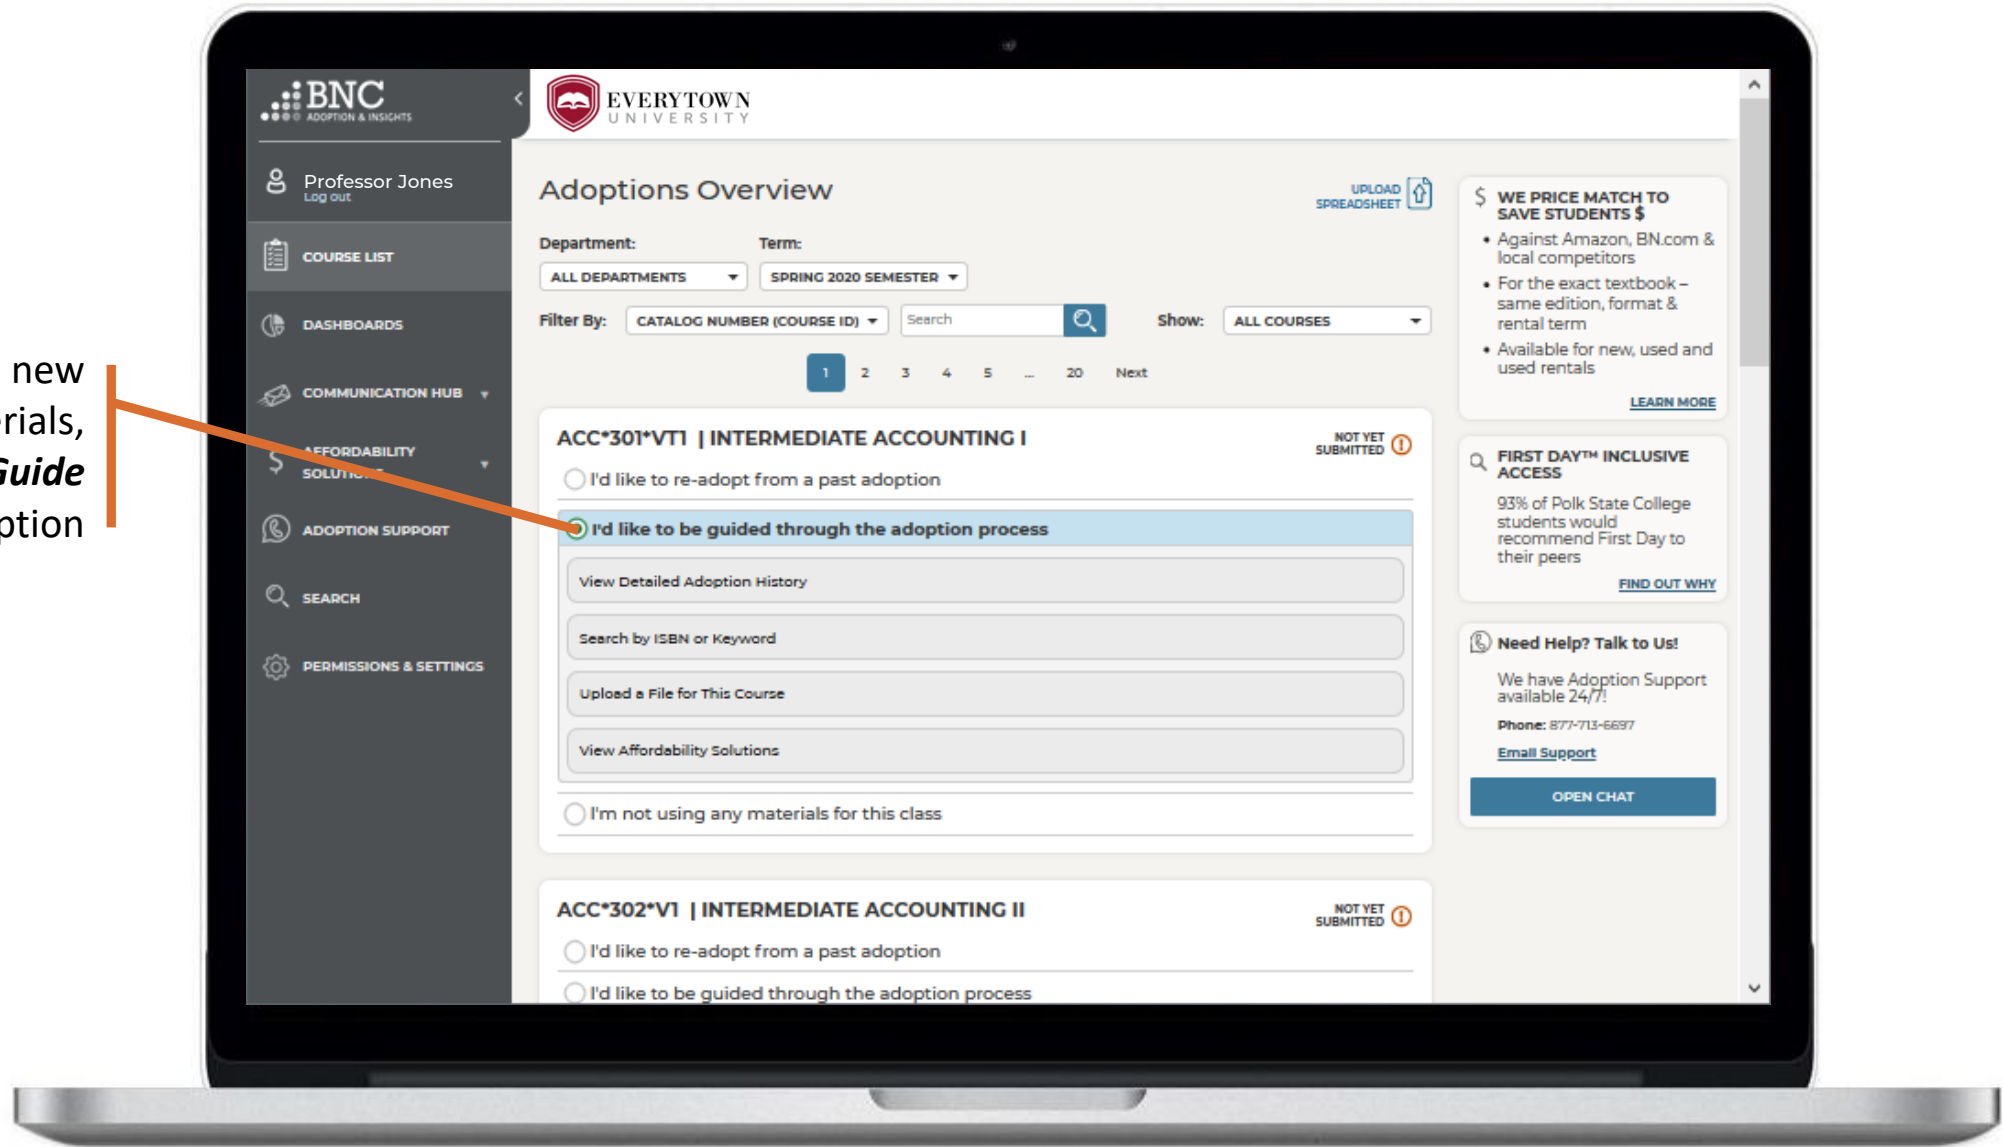 new
erials,
Guide
ption
BNC
ADOPTION & INSIGHTS
Professor Jones
Log out
COURSE LIST
DASHBOARDS
COMMUNICATION HUB
AFFORDABILITY
SOLUTIONS
ADOPTION SUPPORT
SEARCH
PERMISSIONS & SETTINGS
EVERYTOWN
UNIVERSITY
Adoptions Overview
UPLOAD
SPREADSHEET
Department: Term:
ALL DEPARTMENTS SPRING 2020 SEMESTER
Filter By: CATALOG NUMBER (COURSE ID) Search Show: ALL COURSES
1 2 3 4 5 ... 20 Next
ACC*301*VT1 | INTERMEDIATE ACCOUNTING I
NOT YET
SUBMITTED
I'd like to re-adopt from a past adoption
I'd like to be guided through the adoption process
View Detailed Adoption History
Search by ISBN or Keyword
Upload a File for This Course
View Affordability Solutions
I'm not using any materials for this class
ACC*302*V1 | INTERMEDIATE ACCOUNTING II
NOT YET
SUBMITTED
I'd like to re-adopt from a past adoption
I'd like to be guided through the adoption process
$ WE PRICE MATCH TO
SAVE STUDENTS $
• Against Amazon, BN.com &
local competitors
• For the exact textbook –
same edition, format &
rental term
• Available for new, used and
used rentals
LEARN MORE
FIRST DAY™ INCLUSIVE
ACCESS
93% of Polk State College
students would
recommend First Day to
their peers
FIND OUT WHY
Need Help? Talk to Us!
We have Adoption Support
available 24/7!
Phone: 877-713-6697
Email Support
OPEN CHAT